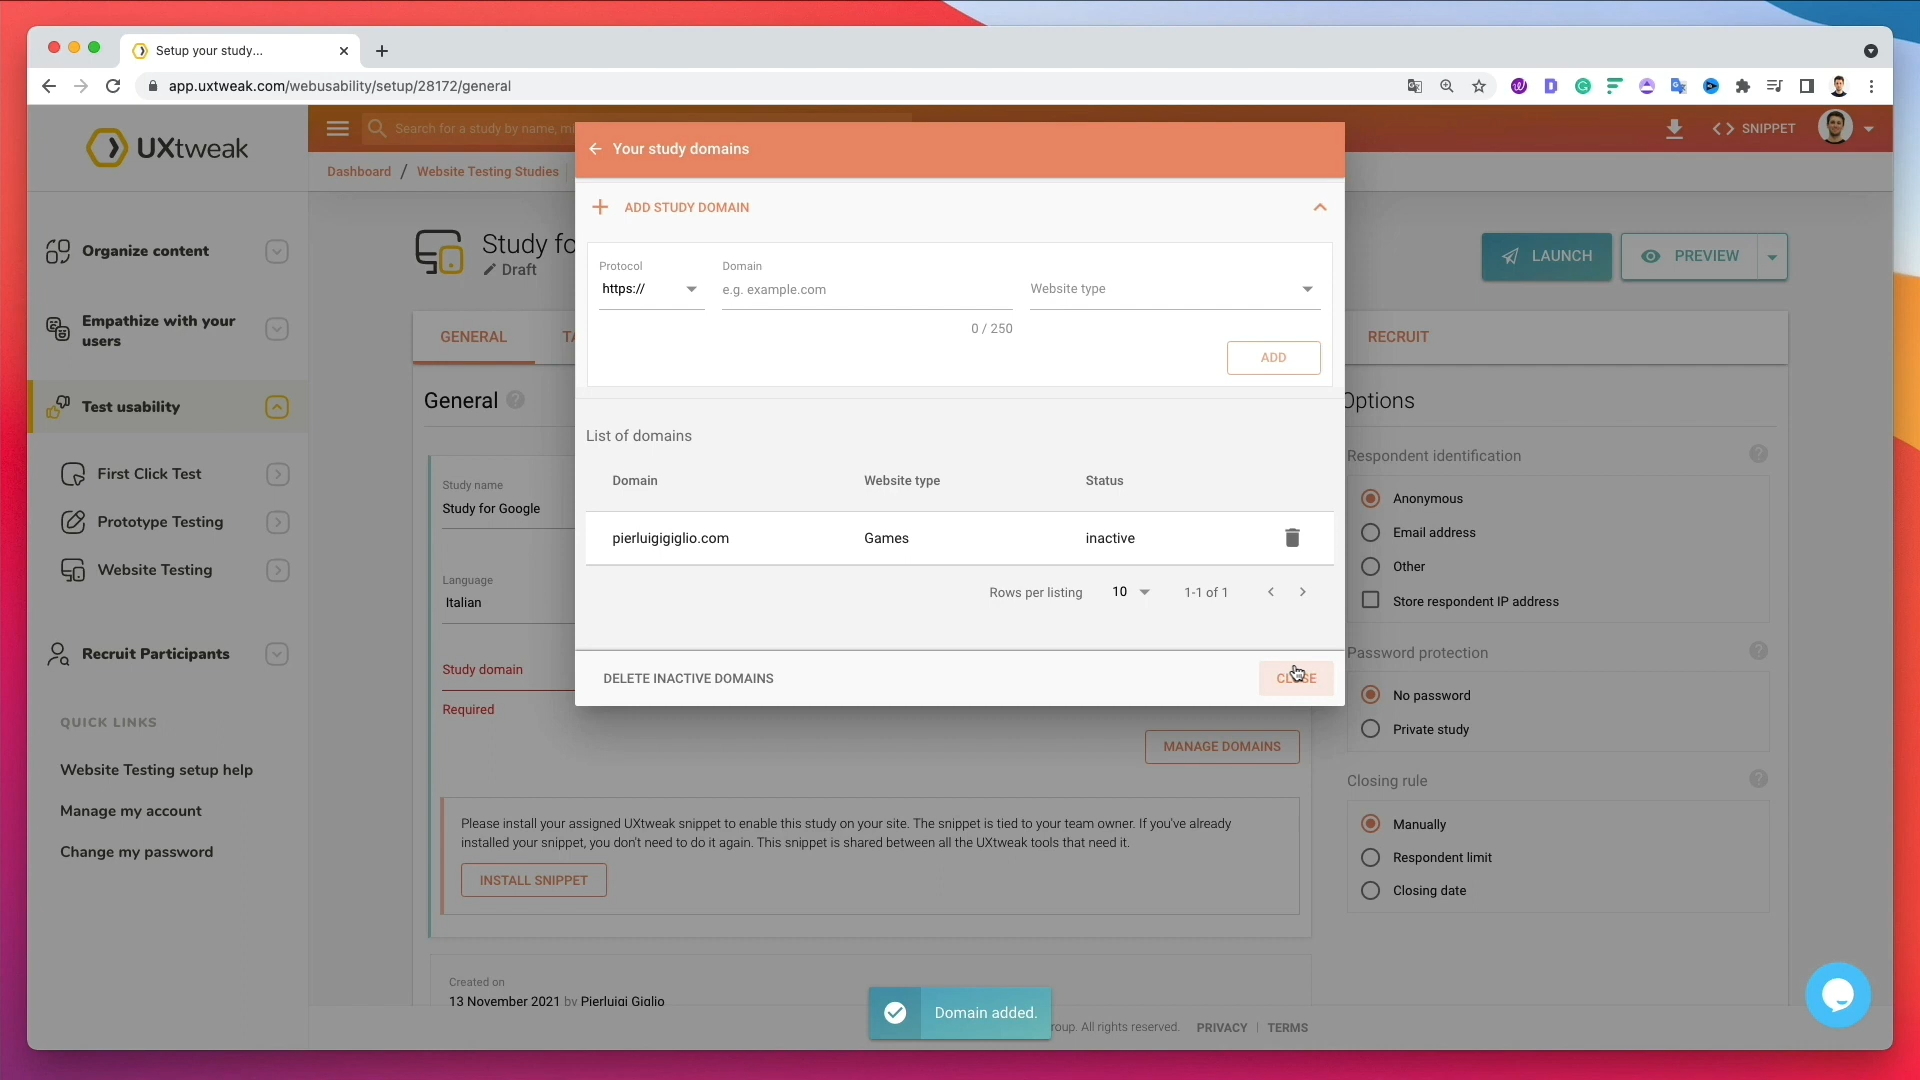 Setup your study...
app.uxtweak.com/webusability/setup/28172/general
UXtweak
Search for a study by name,
SNIPPET
Dashboard / Website Testing Studies
Your study domains
ADD STUDY DOMAIN
Organize content
Study fo
Draft
LAUNCH
PREVIEW
Protocol
Domain
https://
e.g. example.com
Website type
0 / 250
ADD
Empathize with your
users
GENERAL
RECRUIT
Test usability
General
Options
List of domains
Domain
Website type
Status
pierluigigiglio.com
Games
inactive
Rows per listing
10
1-1 of 1
DELETE INACTIVE DOMAINS
First Click Test
Prototype Testing
Website Testing
Recruit Participants
QUICK LINKS
Website Testing setup help
Manage my account
Change my password
Study name
Study for Google
Language
Italian
Study domain
Required
MANAGE DOMAINS
Please install your assigned UXtweak snippet to enable this study on your site. The snippet is tied to your team owner. If you've already
installed your snippet, you don't need to do it again. This snippet is shared between all the UXtweak tools that need it.
INSTALL SNIPPET
Created on
13 November 2021 by Pierluigi Giglio
Respondent identification
Anonymous
Email address
Other
Store respondent IP address
Password protection
No password
Private study
Closing rule
Manually
Respondent limit
Closing date
Domain added.
roup. All rights reserved.
PRIVACY | TERMS